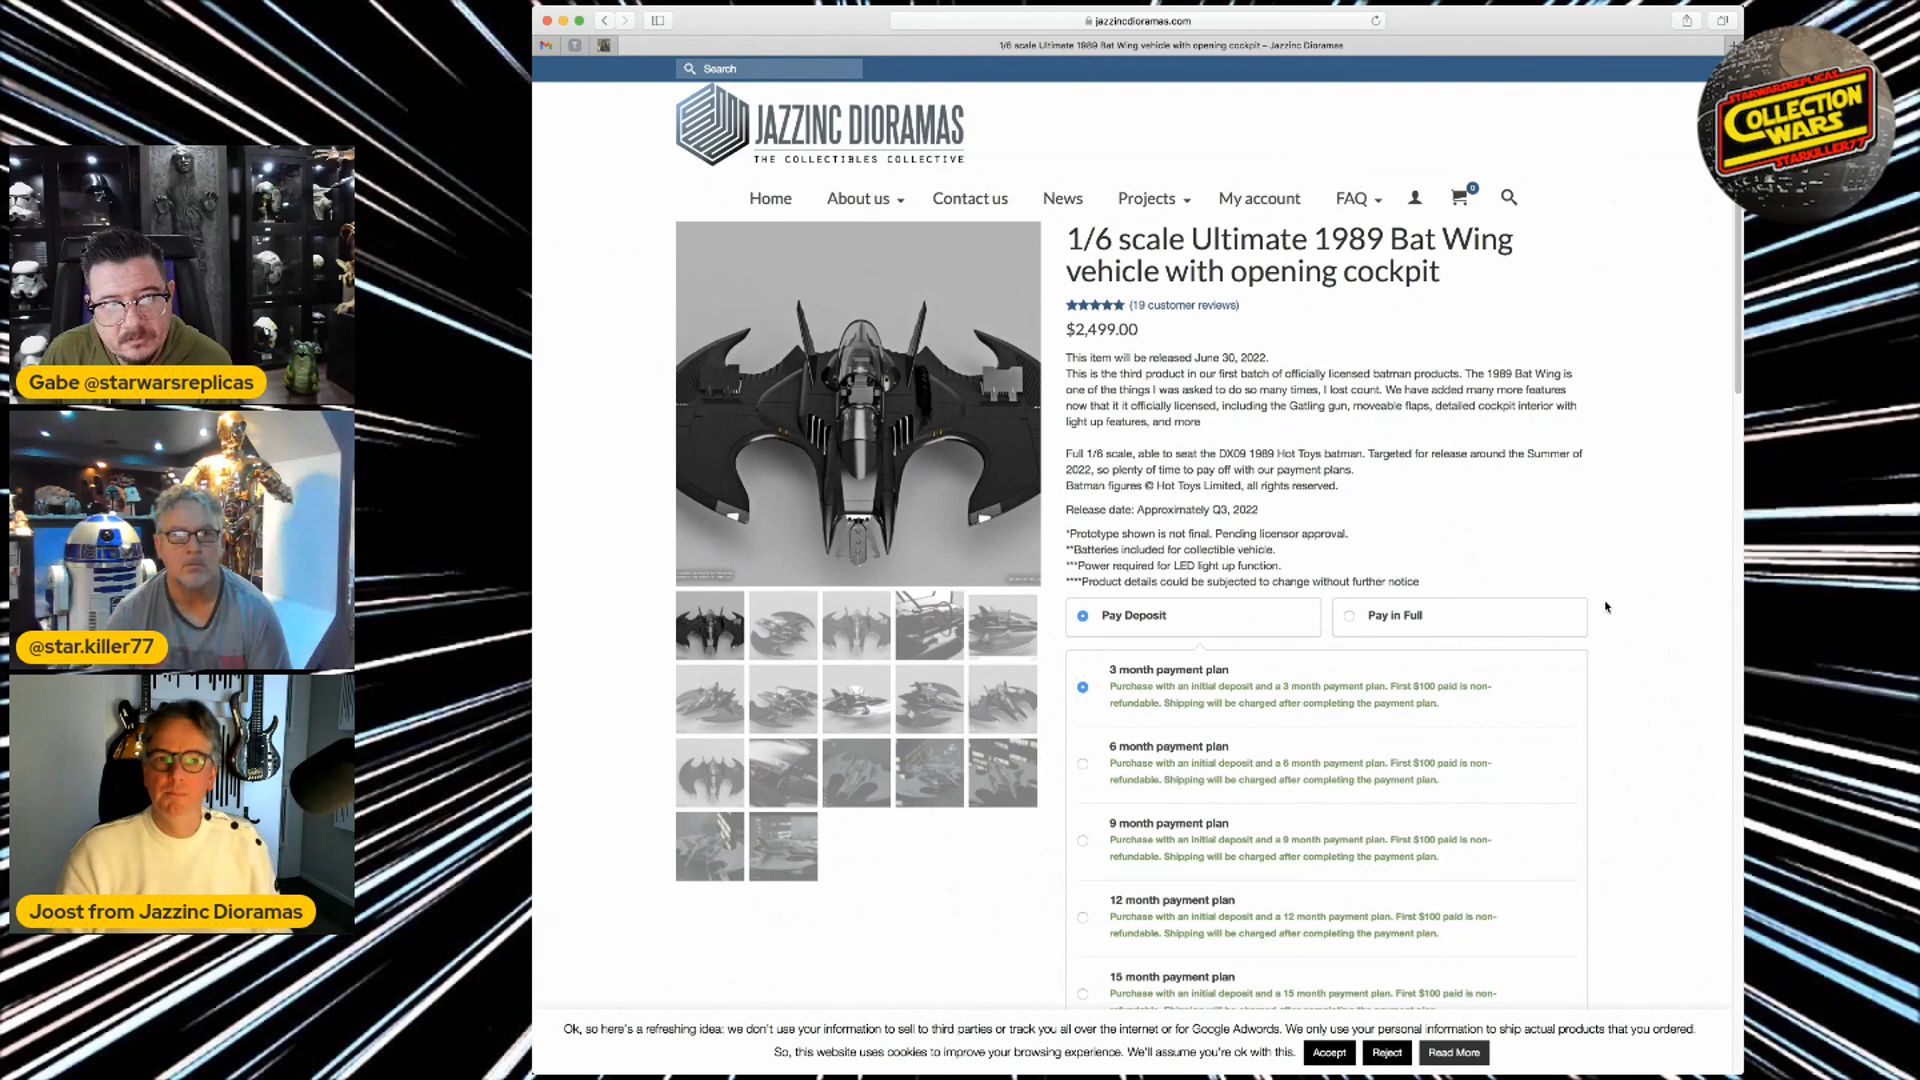 jazzincdioramas.com
1/6 scale Ultimate 1989 Bat Wing vehicle with opening cockpit – Jazzinc Dioramas
Search
JAZZINC DIORAMAS
THE COLLECTIBLES COLLECTIVE
STARWARSREPLICAS
COLLECTION
WARS
STARKILLER77
Home
About us
Contact us
News
Projects
My account
FAQ
0
1/6 scale Ultimate 1989 Bat Wing
vehicle with opening cockpit
(19 customer reviews)
$2,499.00
This item will be released June 30, 2022.
This is the third product in our first batch of officially licensed batman products. The 1989 Bat Wing is
one of the things I was asked to do so many times, I lost count. We have added many more features
now that it it officially licensed, including the Gatling gun, moveable flaps, detailed cockpit interior with
light up features, and more
Full 1/6 scale, able to seat the DX09 1989 Hot Toys batman. Targeted for release around the Summer of
2022, so plenty of time to pay off with our payment plans.
Batman figures © Hot Toys Limited, all rights reserved.
Release date: Approximately Q3, 2022
*Prototype shown is not final. Pending licensor approval.
**Batteries included for collectible vehicle.
***Power required for LED light up function.
****Product details could be subjected to change without further notice
Pay Deposit
Pay in Full
3 month payment plan
Purchase with an initial deposit and a 3 month payment plan. First $100 paid is non-
refundable. Shipping will be charged after completing the payment plan.
6 month payment plan
Purchase with an initial deposit and a 6 month payment plan. First $100 paid is non-
refundable. Shipping will be charged after completing the payment plan.
9 month payment plan
Purchase with an initial deposit and a 9 month payment plan. First $100 paid is non-
refundable. Shipping will be charged after completing the payment plan.
12 month payment plan
Purchase with an initial deposit and a 12 month payment plan. First $100 paid is non-
refundable. Shipping will be charged after completing the payment plan.
15 month payment plan
Purchase with an initial deposit and a 15 month payment plan. First $100 paid is non-
Ok, so here's a refreshing idea: we don't use your information to sell to third parties or track you all over the internet or for Google Adwords. We only use your personal information to ship actual products that you ordered.
So, this website uses cookies to improve your browsing experience. We'll assume you're ok with this.
Accept
Reject
Read More
Gabe @starwarsreplicas
@star.killer77
Joost from Jazzinc Dioramas